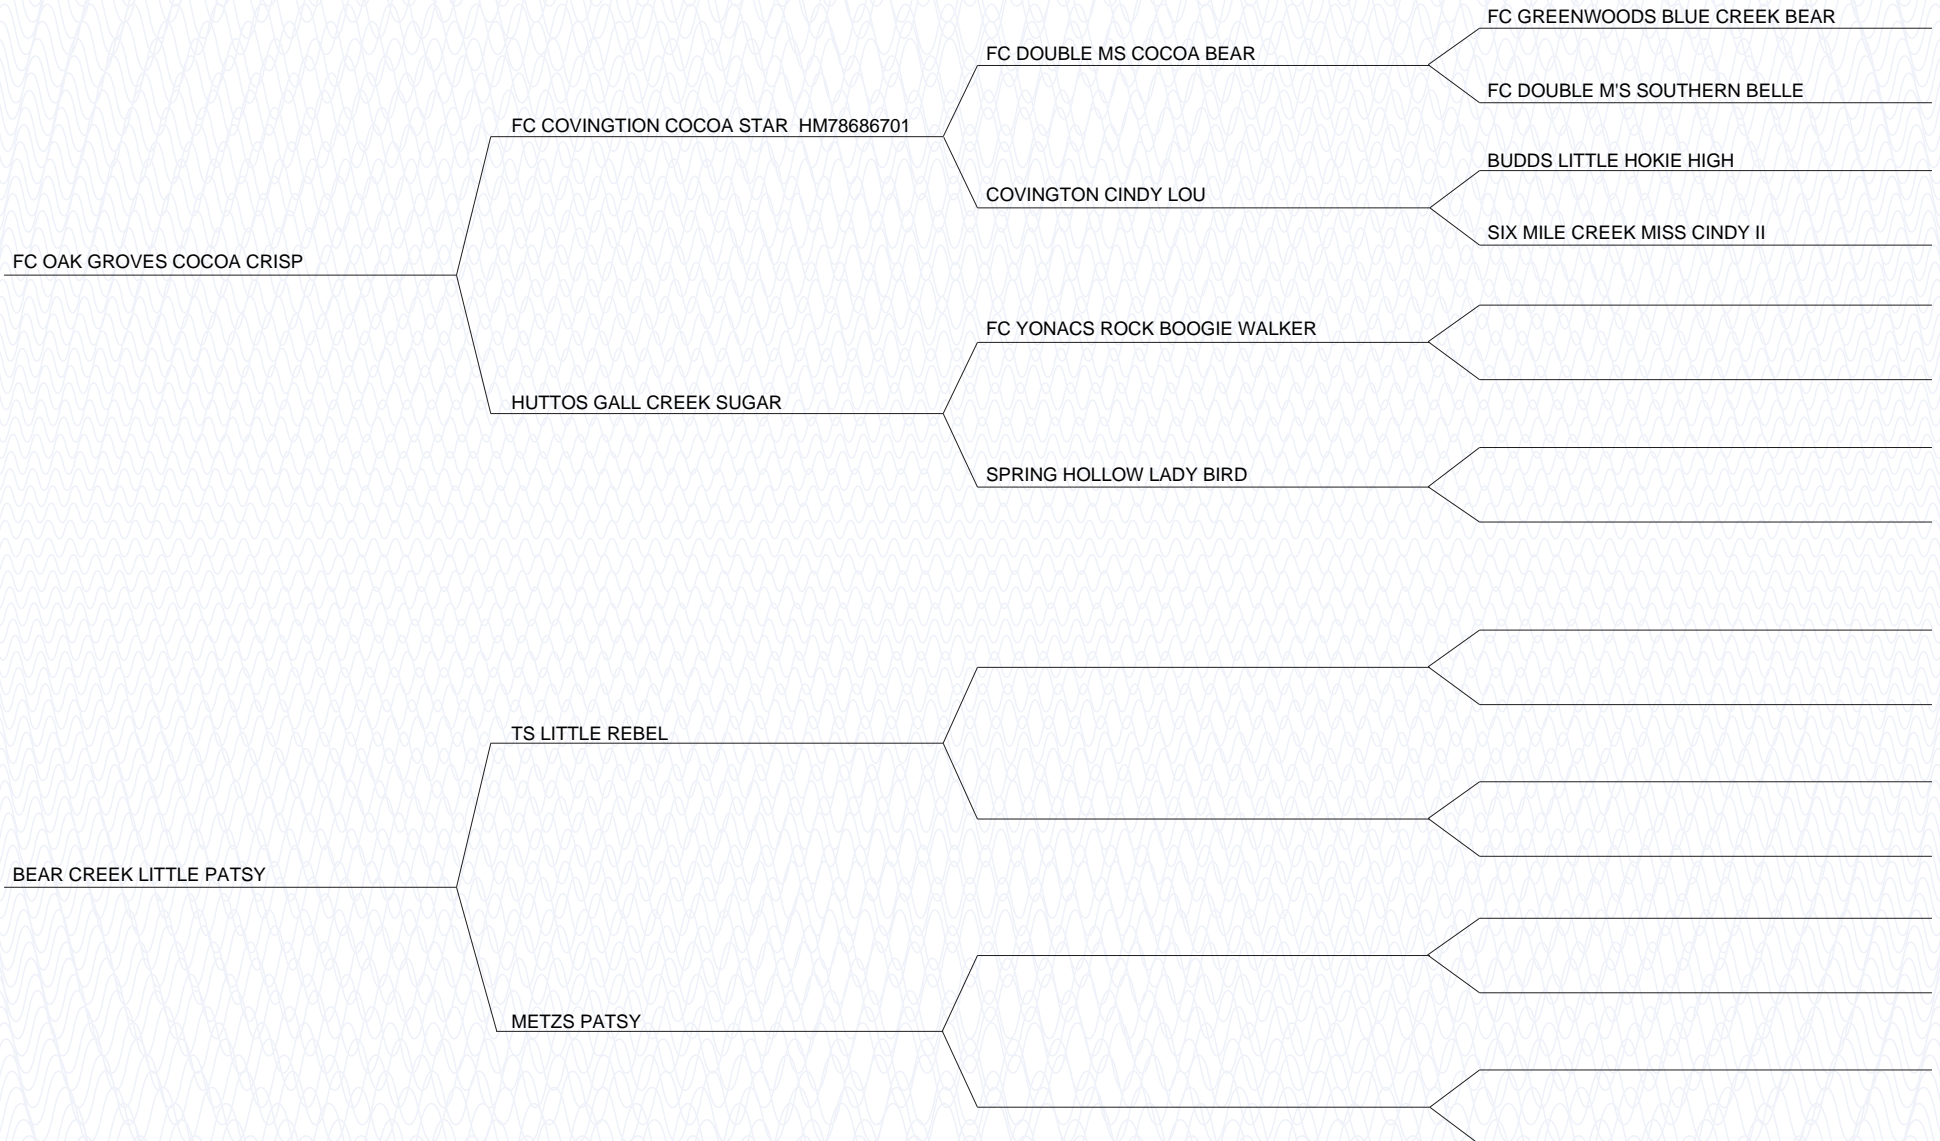 FC GREENWOODS BLUE CREEK BEAR
FC DOUBLE MS COCOA BEAR
FC DOUBLE M'S SOUTHERN BELLE
FC COVINGTION COCOA STAR  HM78686701
BUDDS LITTLE HOKIE HIGH
COVINGTON CINDY LOU
SIX MILE CREEK MISS CINDY II
FC OAK GROVES COCOA CRISP
FC YONACS ROCK BOOGIE WALKER
HUTTOS GALL CREEK SUGAR
SPRING HOLLOW LADY BIRD
TS LITTLE REBEL
BEAR CREEK LITTLE PATSY
METZS PATSY